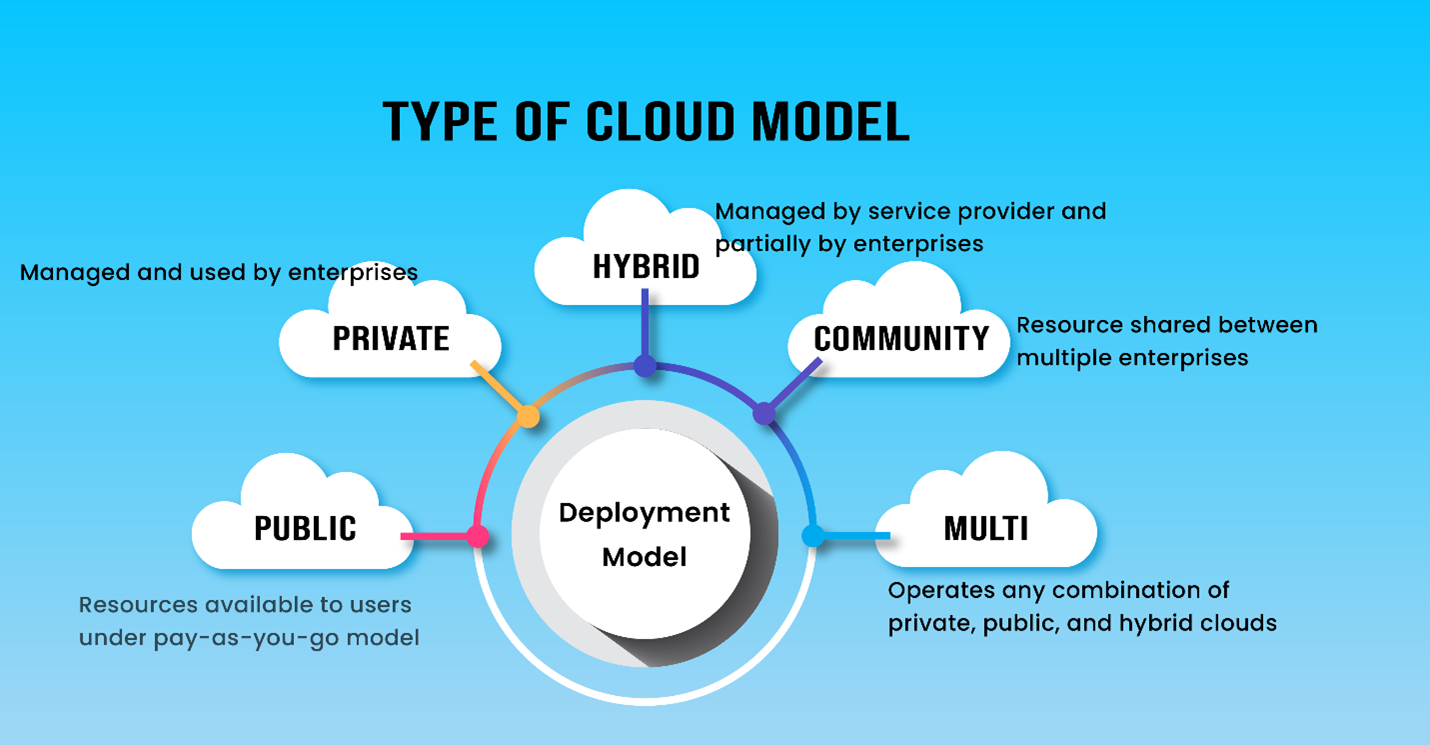 TYPE OF CLOUD MODEL
Managed by service provider and
partially by enterprises
HYBRID
Managed and used by enterprises
PRIVATE
COMMUNITY
Resource shared between
multiple enterprises
Deployment
Model
PUBLIC
Resources available to users
under pay-as-you-go model
MULTI
Operates any combination of
private, public, and hybrid clouds